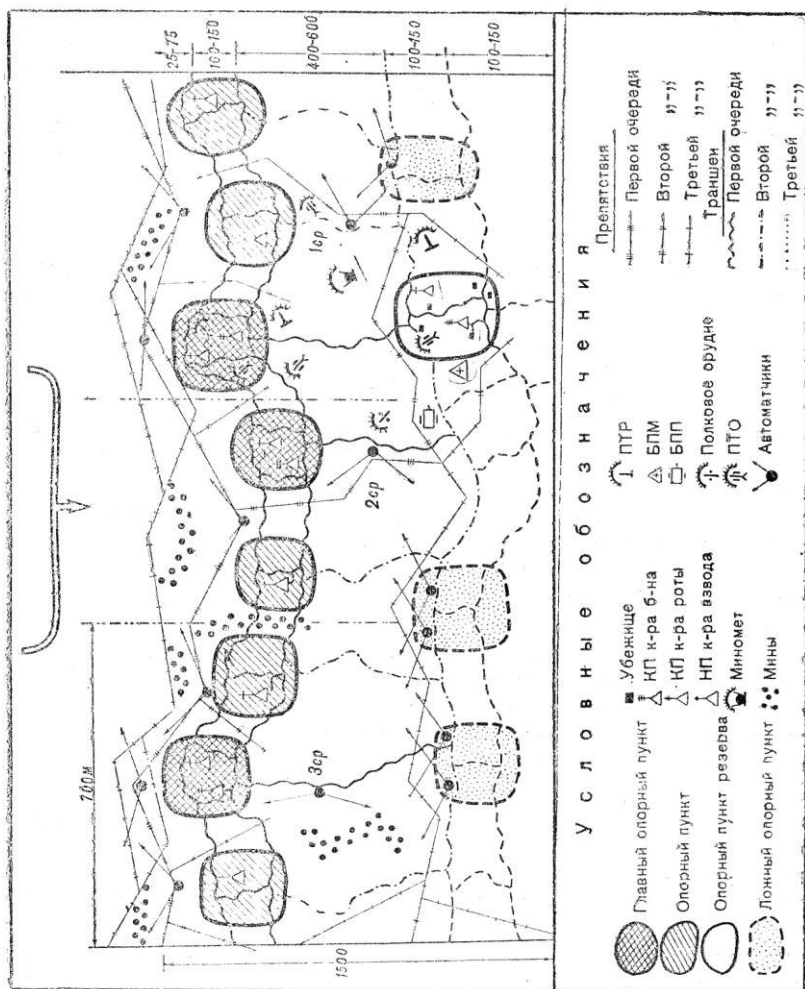 25-75
100-150
400-600
100-150
100-150
1500
700м
1ср
2ср
3ср
Условные обозначения
Главный опорный пункт
Опорный пункт
Опорный пункт резерва
Ложный опорный пункт
Убежище
КП к-ра б-на
КП к-ра роты
НП к-ра взвода
Миномет
Мины
ПТР
БПМ
БПП
Полковое орудие
ПТО
Автоматчики
Препятствия
Первой очереди
Второй „-„
Третьей „-„
Траншеи
Первой очереди
Второй „-„
Третьей „-„